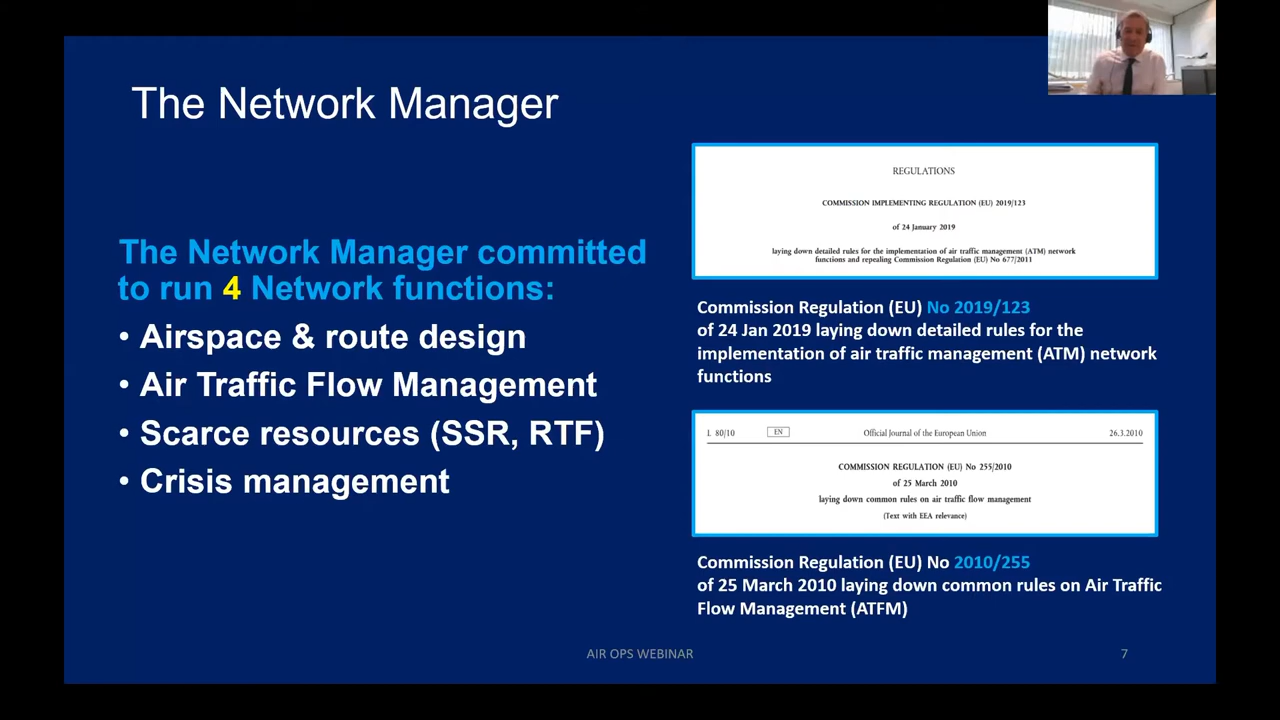 The Network Manager
The Network Manager committed
to run 4 Network functions:
• Airspace & route design
• Air Traffic Flow Management
• Scarce resources (SSR, RTF)
• Crisis management
REGULATIONS
COMMISSION IMPLEMENTING REGULATION (EU) 2019/123
of 24 January 2019
laying down detailed rules for the implementation of air traffic management (ATM) network
functions and repealing Commission Regulation (EU) No 677/2011
Commission Regulation (EU) No 2019/123
of 24 Jan 2019 laying down detailed rules for the
implementation of air traffic management (ATM) network
functions
L 80/10 EN Official Journal of the European Union 26.3.2010
COMMISSION REGULATION (EU) No 255/2010
of 25 March 2010
laying down common rules on air traffic flow management
(Text with EEA relevance)
Commission Regulation (EU) No 2010/255
of 25 March 2010 laying down common rules on Air Traffic
Flow Management (ATFM)
AIR OPS WEBINAR 7